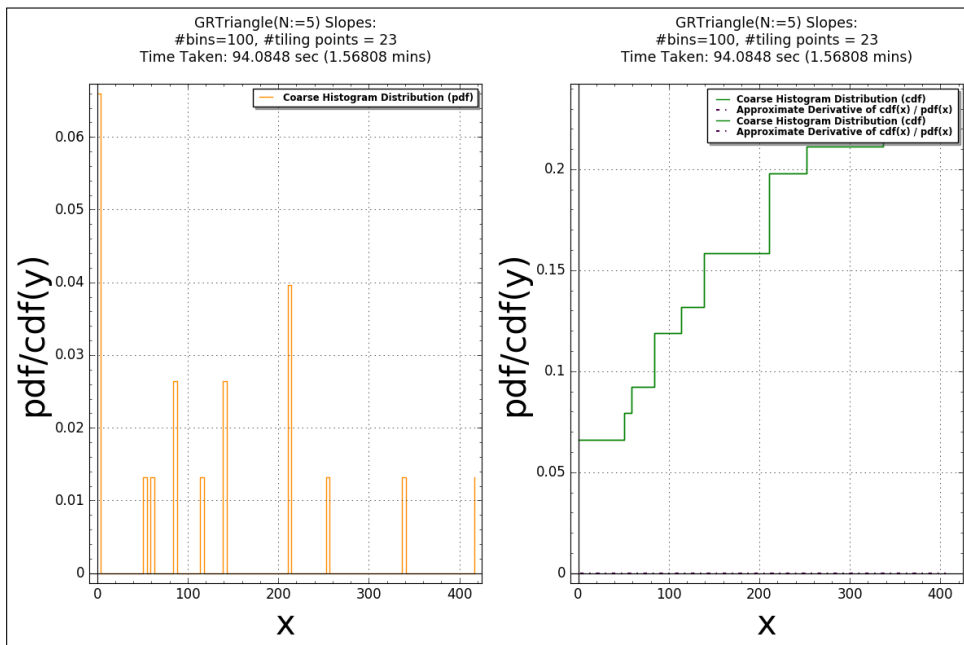 GRTriangle(N:=5) Slopes:
#bins=100, #tiling points = 23
Time Taken: 94.0848 sec (1.56808 mins)
Coarse Histogram Distribution (pdf)
0.06
0.05
0.04
0.03
0.02
0.01
0
pdf/cdf(y)
0 100 200 300 400
x
GRTriangle(N:=5) Slopes:
#bins=100, #tiling points = 23
Time Taken: 94.0848 sec (1.56808 mins)
Coarse Histogram Distribution (cdf)
Approximate Derivative of cdf(x) / pdf(x)
Coarse Histogram Distribution (cdf)
Approximate Derivative of cdf(x) / pdf(x)
0.2
0.15
0.1
0.05
0
pdf/cdf(y)
0 100 200 300 400
x